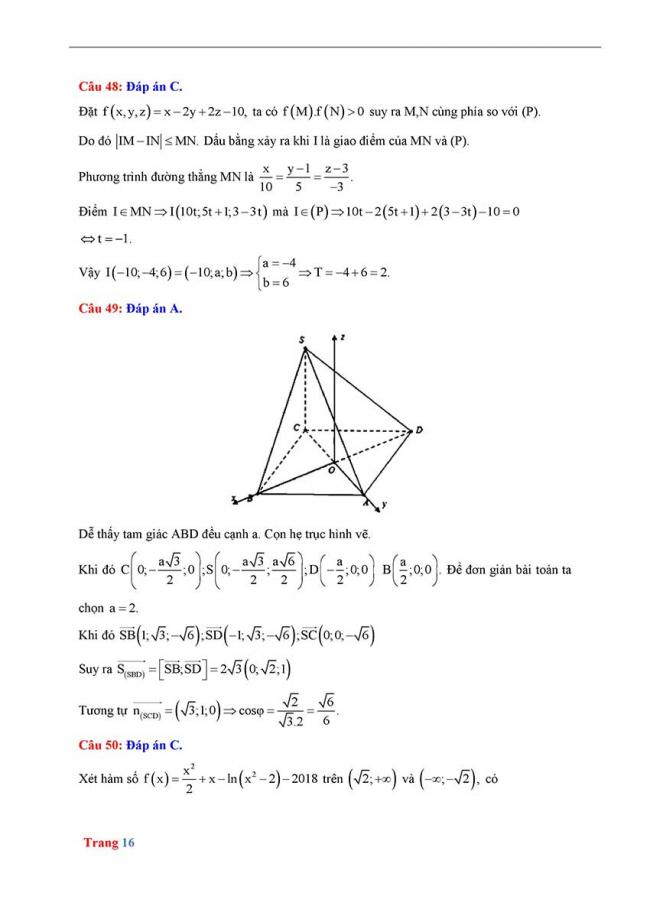 Câu 48: Đáp án C.
Đặt f(x,y,z)=x−2y+2z−10, ta có f(M).f(N)>0 suy ra M,N cùng phía so với (P).
Do đó |IM−IN|≤MN. Dấu bằng xảy ra khi I là giao điểm của MN và (P).
Phương trình đường thẳng MN là x/10 = (y−1)/5 = (z−3)/−3.
Điểm I∈MN⇒I(10t;5t+1;3−3t) mà I∈(P)⇒10t−2(5t+1)+2(3−3t)−10=0
⇔t=−1.
Vậy I(−10;−4;6)=(−10;a;b)⇒{a=−4 b=6 ⇒T=−4+6=2.
Câu 49: Đáp án A.
S
z
C
D
O
x
B
A
y
Dễ thấy tam giác ABD đều cạnh a. Cọn hẹ trục hình vẽ.
Khi đó C(0;−a√3/2;0);S(0;−a√3/2;a√6/2);D(−a/2;0;0) B(a/2;0;0). Để đơn giản bài toán ta
chọn a=2.
Khi đó SB(1;√3;−√6);SD(−1;√3;−√6);SC(0;0;−√6)
Suy ra S(SBD)=[SB;SD]=2√3(0;√2;1)
Tương tự n(SCD)=(√3;1;0)⇒cosφ=√2/√3.2=√6/6.
Câu 50: Đáp án C.
Xét hàm số f(x)=x²/2+x−ln(x²−2)−2018 trên (√2;+∞) và (−∞;−√2), có
Trang 16